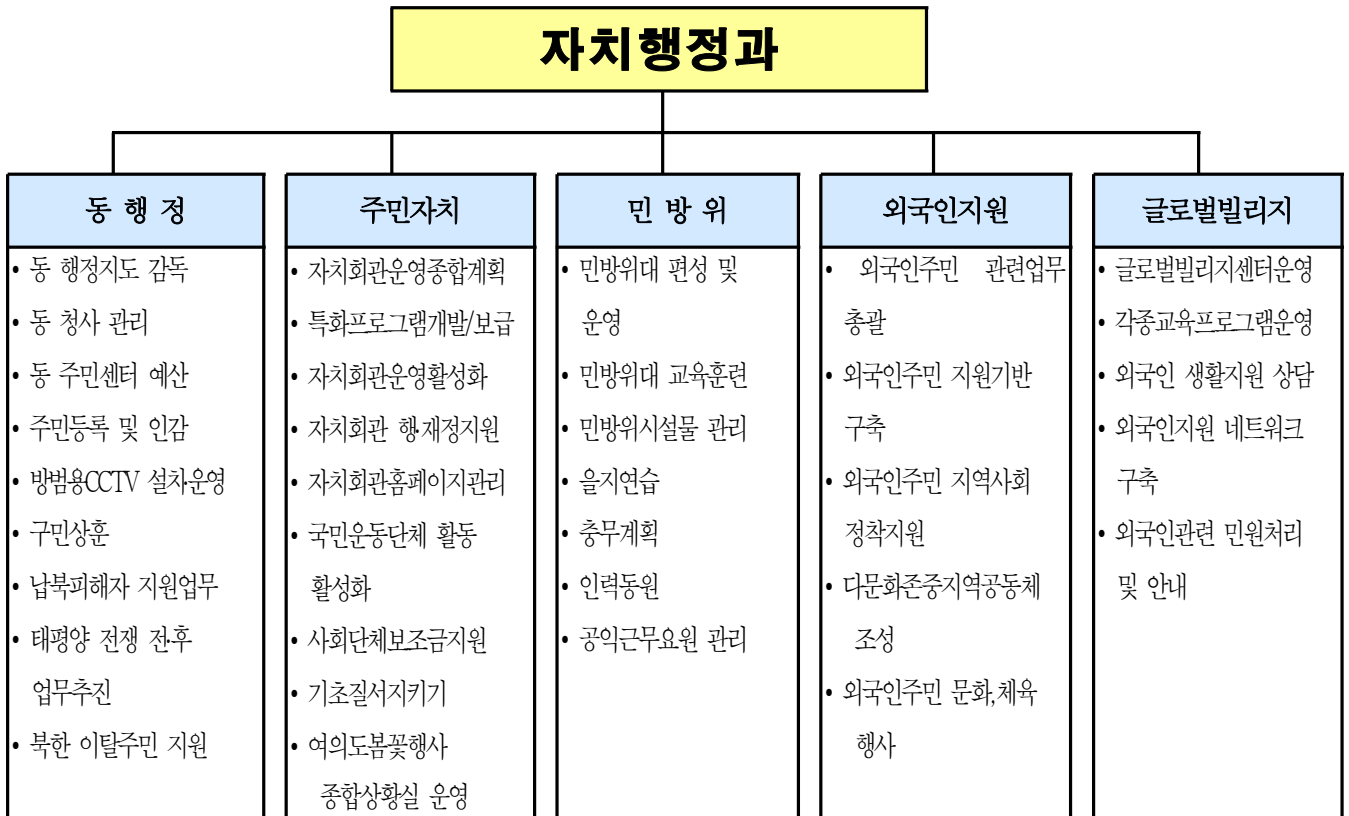 자치행정과
동 행 정
• 동 행정지도 감독
• 동 청사 관리
• 동 주민센터 예산
• 주민등록 및 인감
• 방범용CCTV 설치·운영
• 구민상훈
• 납북피해자 지원업무
• 태평양 전쟁 전·후
업무추진
• 북한 이탈주민 지원
주민자치
• 자치회관운영종합계획
• 특화프로그램개발/보급
• 자치회관운영활성화
• 자치회관 행·재정지원
• 자치회관홈페이지관리
• 국민운동단체 활동
활성화
• 사회단체보조금지원
• 기초질서지키기
• 여의도봄꽃행사
종합상황실 운영
민 방 위
• 민방위대 편성 및
운영
• 민방위대 교육훈련
• 민방위시설물 관리
• 을지연습
• 충무계획
• 인력동원
• 공익근무요원 관리
외국인지원
• 외국인주민 관련업무
총괄
• 외국인주민 지원기반
구축
• 외국인주민 지역사회
정착지원
• 다문화존중지역공동체
조성
• 외국인주민 문화,체육
행사
글로벌빌리지
• 글로벌빌리지센터운영
• 각종교육프로그램운영
• 외국인 생활지원 상담
• 외국인지원 네트워크
구축
• 외국인관련 민원처리
및 안내